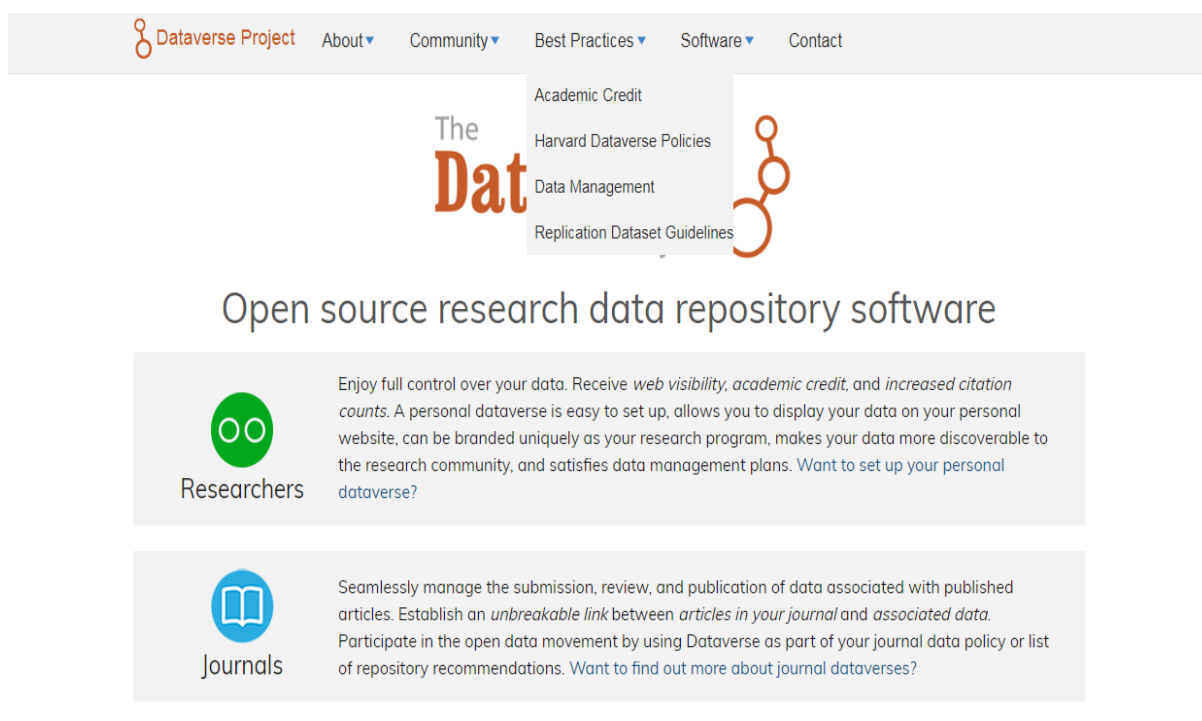 Dataverse Project About Community Best Practices Software Contact
Academic Credit
Harvard Dataverse Policies
Data Management
Replication Dataset Guidelines
The
Dat
Open source research data repository software
Enjoy full control over your data. Receive web visibility, academic credit, and increased citation
counts. A personal dataverse is easy to set up, allows you to display your data on your personal
website, can be branded uniquely as your research program, makes your data more discoverable to
the research community, and satisfies data management plans. Want to set up your personal
dataverse?
Researchers
Seamlessly manage the submission, review, and publication of data associated with published
articles. Establish an unbreakable link between articles in your journal and associated data.
Participate in the open data movement by using Dataverse as part of your journal data policy or list
of repository recommendations. Want to find out more about journal dataverses?
Journals